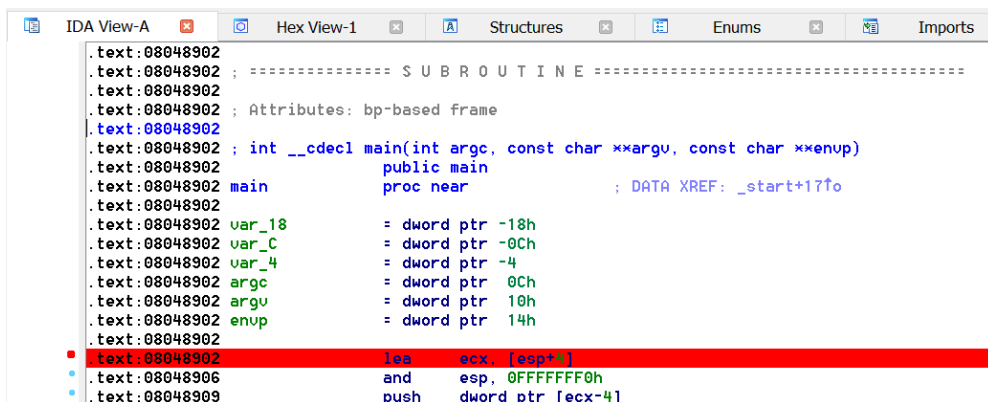 IDA View-A Hex View-1 Structures Enums Imports
.text:08048902
.text:08048902 ; =============== S U B R O U T I N E =======================================
.text:08048902
.text:08048902 ; Attributes: bp-based frame
.text:08048902
.text:08048902 ; int __cdecl main(int argc, const char **argv, const char **envp)
.text:08048902 public main
.text:08048902 main proc near ; DATA XREF: _start+17↑o
.text:08048902
.text:08048902 var_18 = dword ptr -18h
.text:08048902 var_C = dword ptr -0Ch
.text:08048902 var_4 = dword ptr -4
.text:08048902 argc = dword ptr 0Ch
.text:08048902 argv = dword ptr 10h
.text:08048902 envp = dword ptr 14h
.text:08048902
.text:08048902 lea ecx, [esp+4]
.text:08048906 and esp, 0FFFFFFF0h
.text:08048909 push dword ptr [ecx-4]